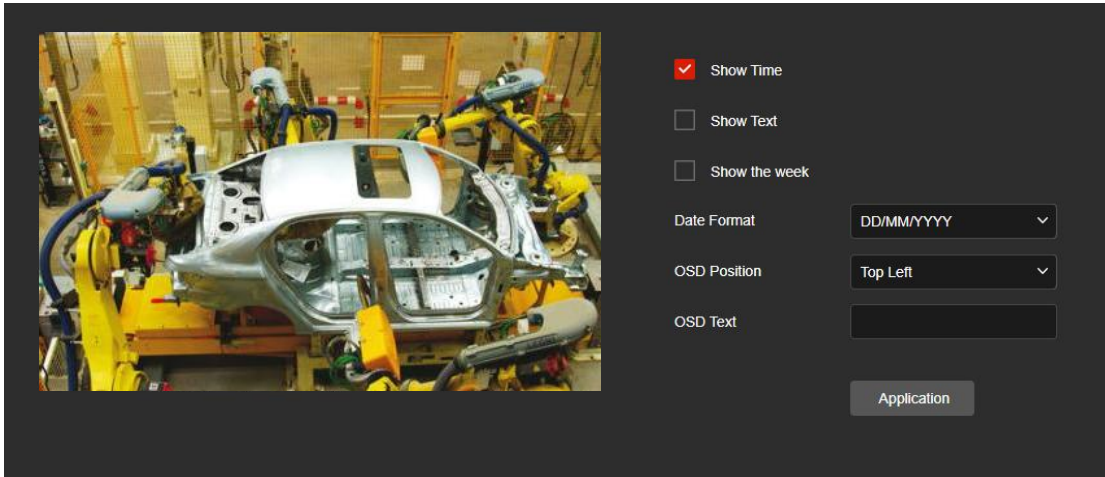 Show Time
Show Text
Show the week
Date Format DD/MM/YYYY
OSD Position Top Left
OSD Text
Application